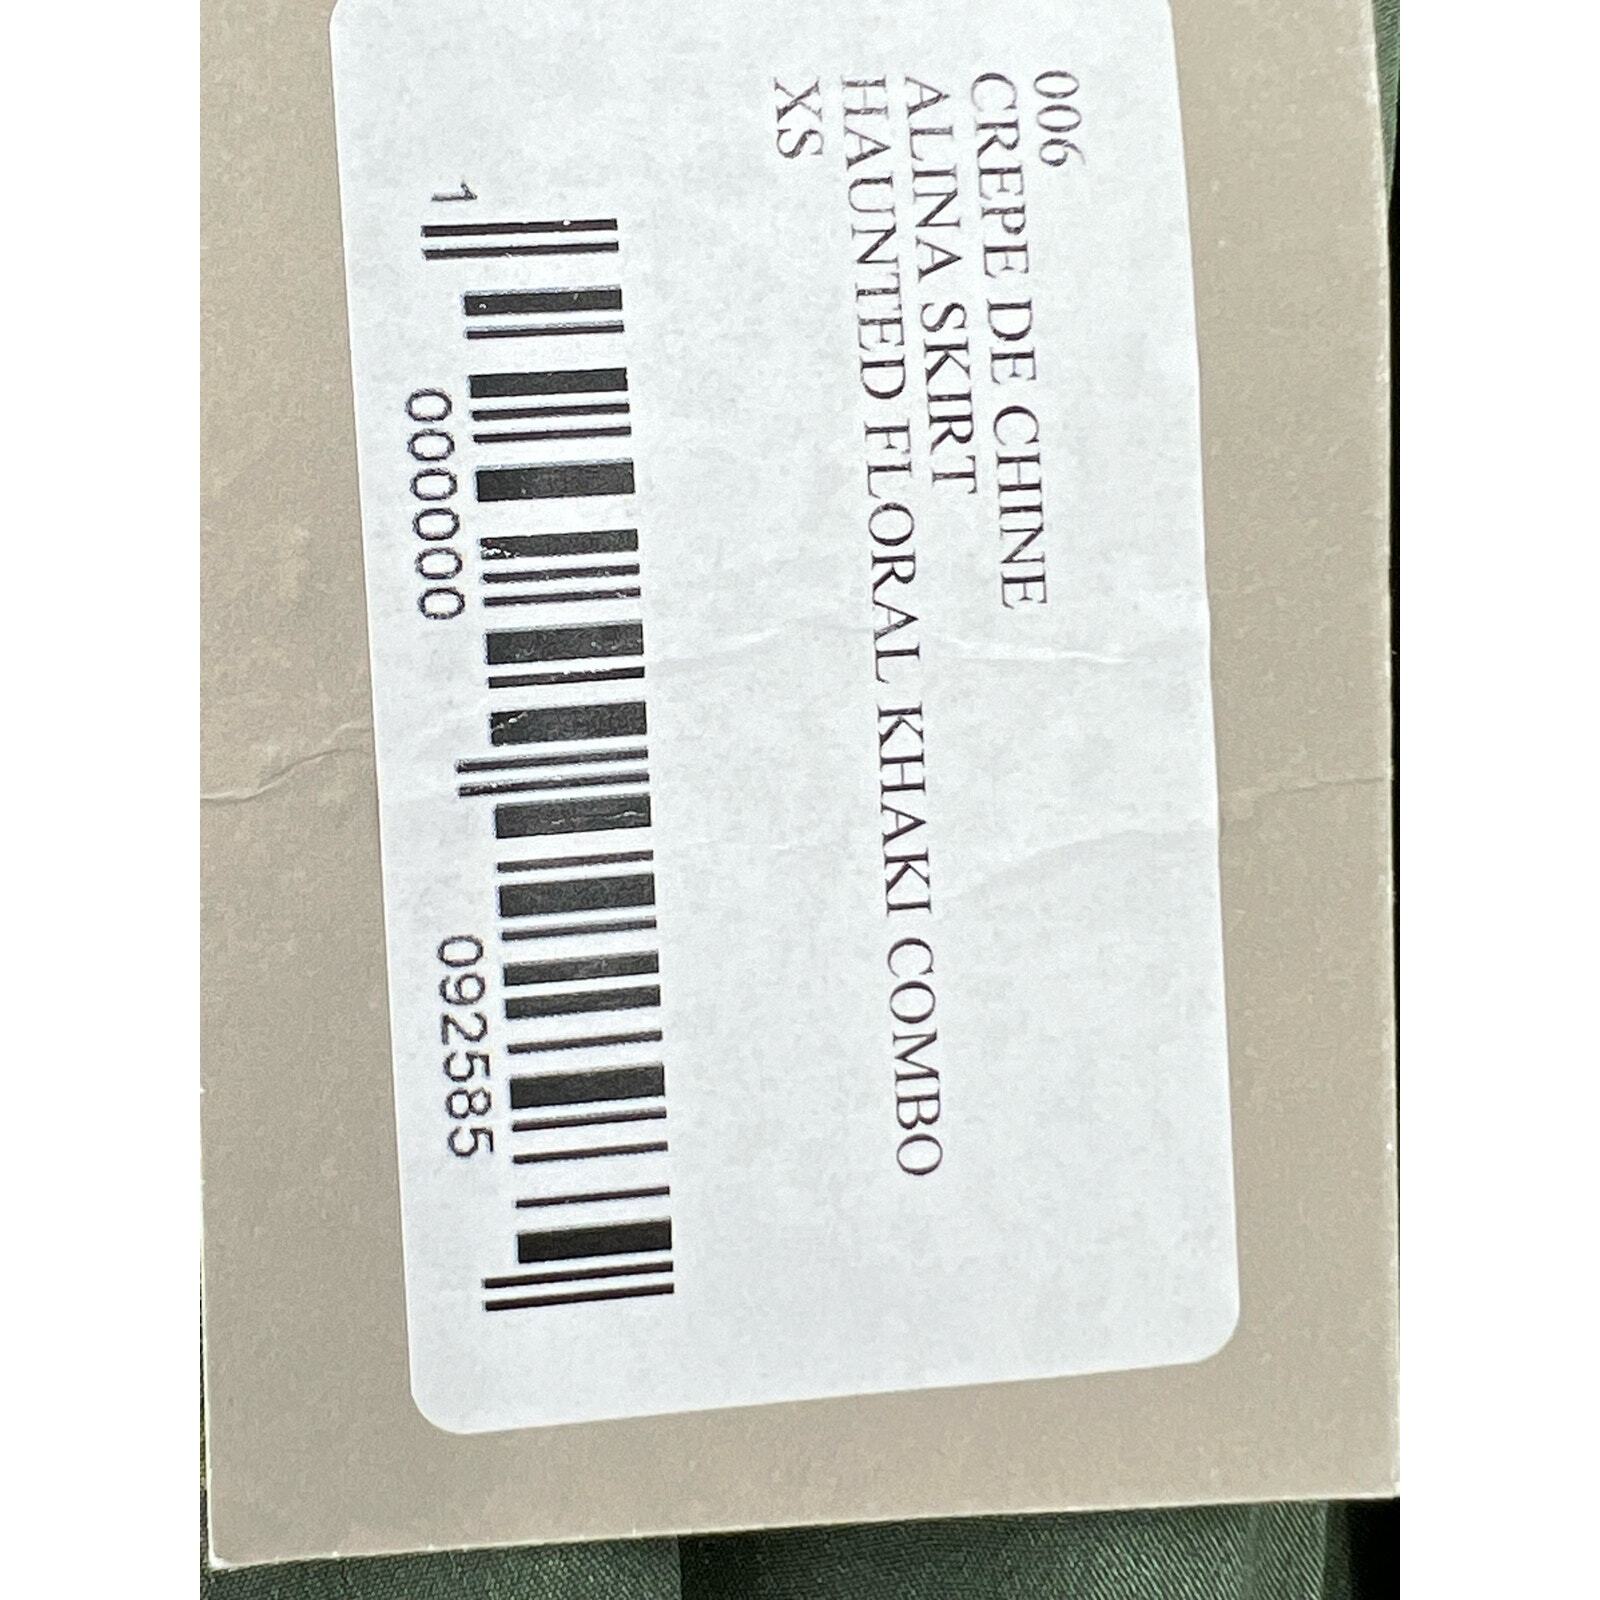 006
CREPE DE CHINE
ALINA SKIRT
HAUNTED FLORAL KHAKI COMBO
XS
1 000000 092585